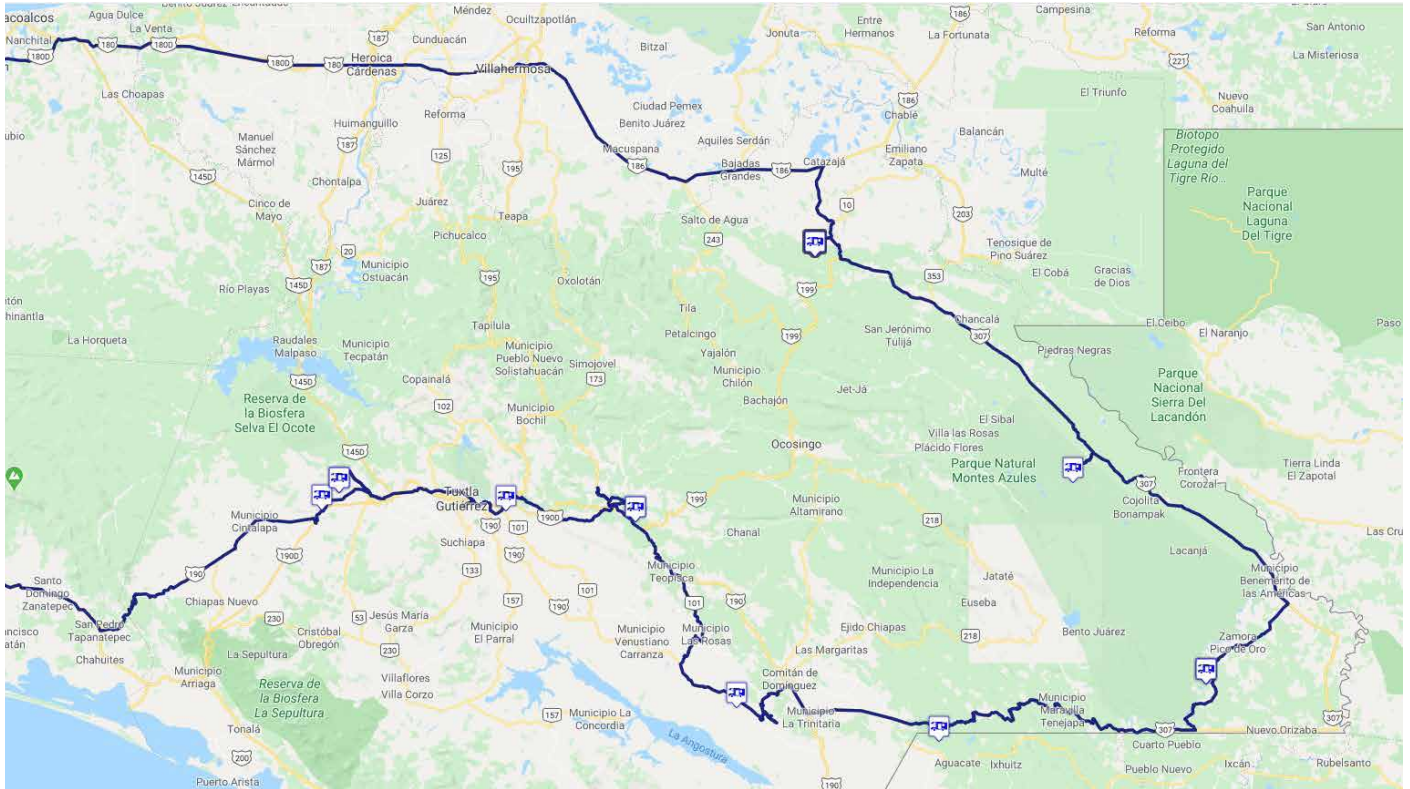 acoalcos
Agua Dulce
La Venta
Nanchital
180D
180
180D
Las Choapas
180D
180
187
Heroica
Cárdenas
Cunduacán
Méndez
Ocuiltzapotlán
Villahermosa
Bitzal
Jonuta
Entre
Hermanos
186
La Fortunata
Campesina
Reforma
221
San Antonio
La Misteriosa
Nuevo
Coahuila
El Triunfo
Ciudad Pemex
Benito Juárez
186
Chablé
Huimanguillo
Reforma
Manuel
Sánchez
Mármol
187
125
195
Macuspana
186
Aquiles Serdán
Bajadas
Grandes
186
Catazajá
Emiliano
Zapata
Balancán
Multé
Biotopo
Protegido
Laguna del
Tigre Río...
145D
Chontalpa
Cinco de
Mayo
Juárez
Teapa
Pichucalco
20
187
145D
Municipio
Ostuacán
195
Oxolotán
Salto de Agua
243
10
203
Tenosique de
Pino Suárez
El Cobá
Gracias
de Dios
Parque
Nacional
Laguna
Del Tigre
353
199
Río Playas
La Horqueta
Raudales
Malpaso
Municipio
Tecpatán
Tapilula
Municipio
Pueblo Nuevo
Solistahuacán
Tila
Petalcingo
Yajalón
Municipio
Chilón
199
San Jerónimo
Tulijá
Chancalá
307
Piedras Negras
El Ceibo
El Naranjo
Paso
145D
Copainalá
102
Simojovel
173
Municipio
Bochil
Bachajón
Jet-Já
Parque
Nacional
Sierra Del
Lacandón
Reserva de
la Biosfera
Selva El Ocote
145D
Ocosingo
El Sibal
Villa las Rosas
Plácido Flores
Parque Natural
Montes Azules
Frontera
Corozal
Tierra Linda
El Zapotal
307
Cojolita
Bonampak
Municipio
Cintalapa
Tuxtla
Gutiérrez
190
101
190D
199
Municipio
Altamirano
218
Las Cru
190D
Suchiapa
190
133
Chanal
Lacanjá
Santo
Domingo
Zanatepec
190
Chiapas Nuevo
230
157
101
190
Municipio
Teopisca
101
190
Municipio La
Independencia
Jataté
Euseba
218
Municipio
Benemérito de
las Américas
San Pedro
Tapanatepec
Chahuites
La Sepultura
Cristóbal
Obregón
53
Jesús María
Garza
230
Municipio
El Parral
Municipio
Venustiano
Carranza
Municipio
Las Rosas
Las Margaritas
Ejido Chiapas
Bento Juárez
Zamora
Pico de Oro
Municipio
Arriaga
Reserva de
la Biosfera
La Sepultura
Villaflores
Villa Corzo
157
Municipio La
Concordia
Comitán de
Domínguez
Municipio
La Trinitaria
Municipio
Maravilla
Tenejapa
307
Cuarto Pueblo
307
Nuevo Orizaba
Tonalá
200
Puerto Arista
La Angostura
190
Aguacate
Ixhuitz
Pueblo Nuevo
Ixcán
Rubelsanto